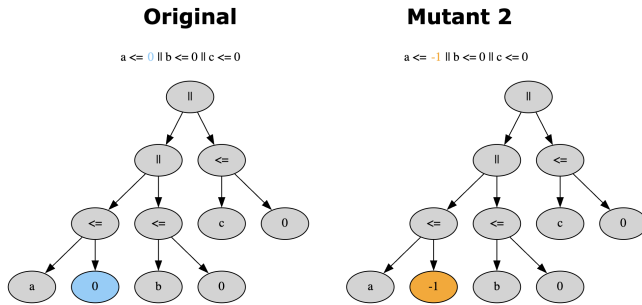 Original Mutant 2
a <= 0 || b <= 0 || c <= 0 a <= -1 || b <= 0 || c <= 0
|| ||
|| <= || <=
<= <= c 0 <= <= c 0
a 0 b 0 a -1 b 0